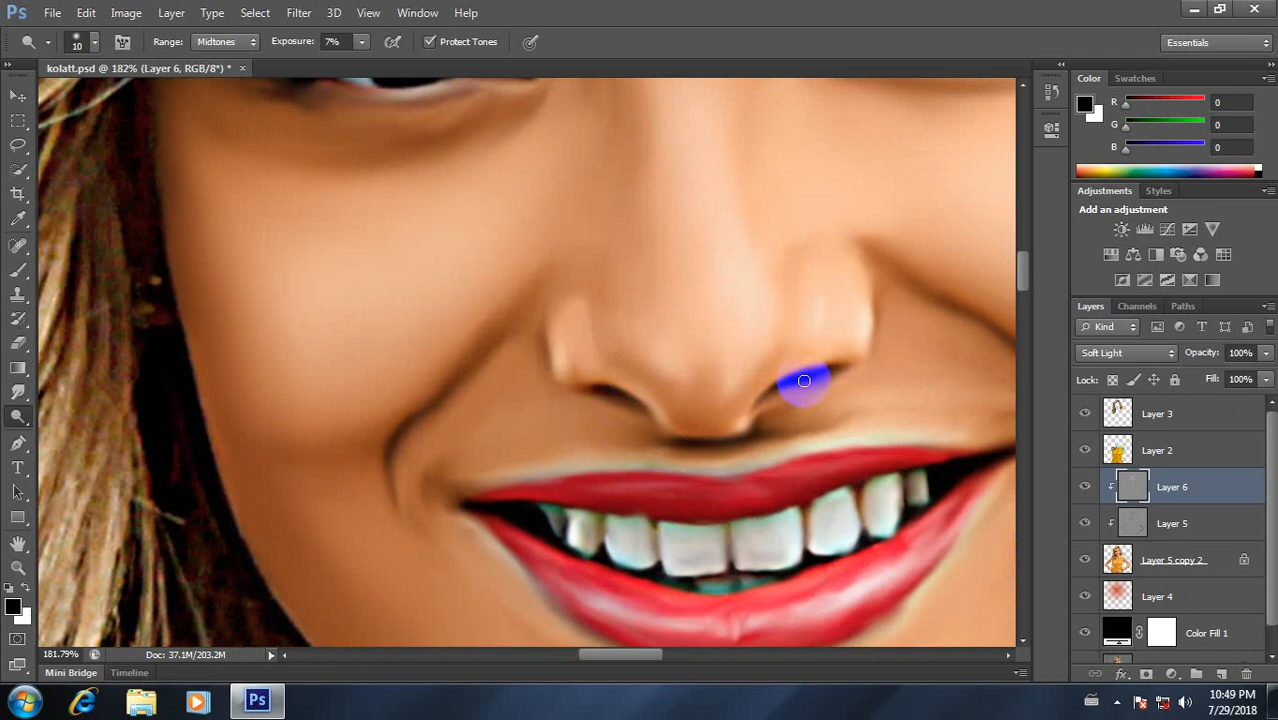 Ps File Edit Image Layer Type Select Filter 3D View Window Help
10 Range: Midtones Exposure: 7% Protect Tones Essentials
kolatt.psd @ 182% (Layer 6, RGB/8*) *
Color Swatches
R 0
G 0
B 0
Adjustments Styles
Add an adjustment
Layers Channels Paths
Kind
Soft Light Opacity: 100%
Lock: Fill: 100%
Layer 3
Layer 2
Layer 6
Layer 5
Layer 5 copy 2
Layer 4
Color Fill 1
181.79% Doc: 37.1M/203.2M
Mini Bridge Timeline
Ps 10:49 PM
7/29/2018